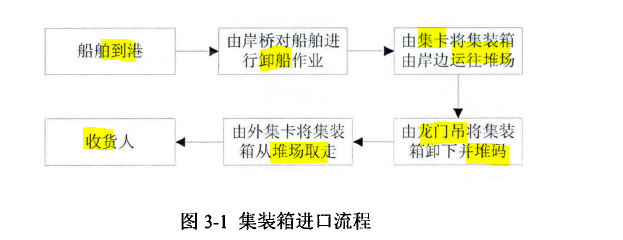 船舶到港
由岸桥对船舶进
行卸船作业
由集卡将集装箱
由岸边运往堆场
由龙门吊将集装
箱卸下并堆码
由外集卡将集装
箱从堆场取走
收货人
图 3-1 集装箱进口流程